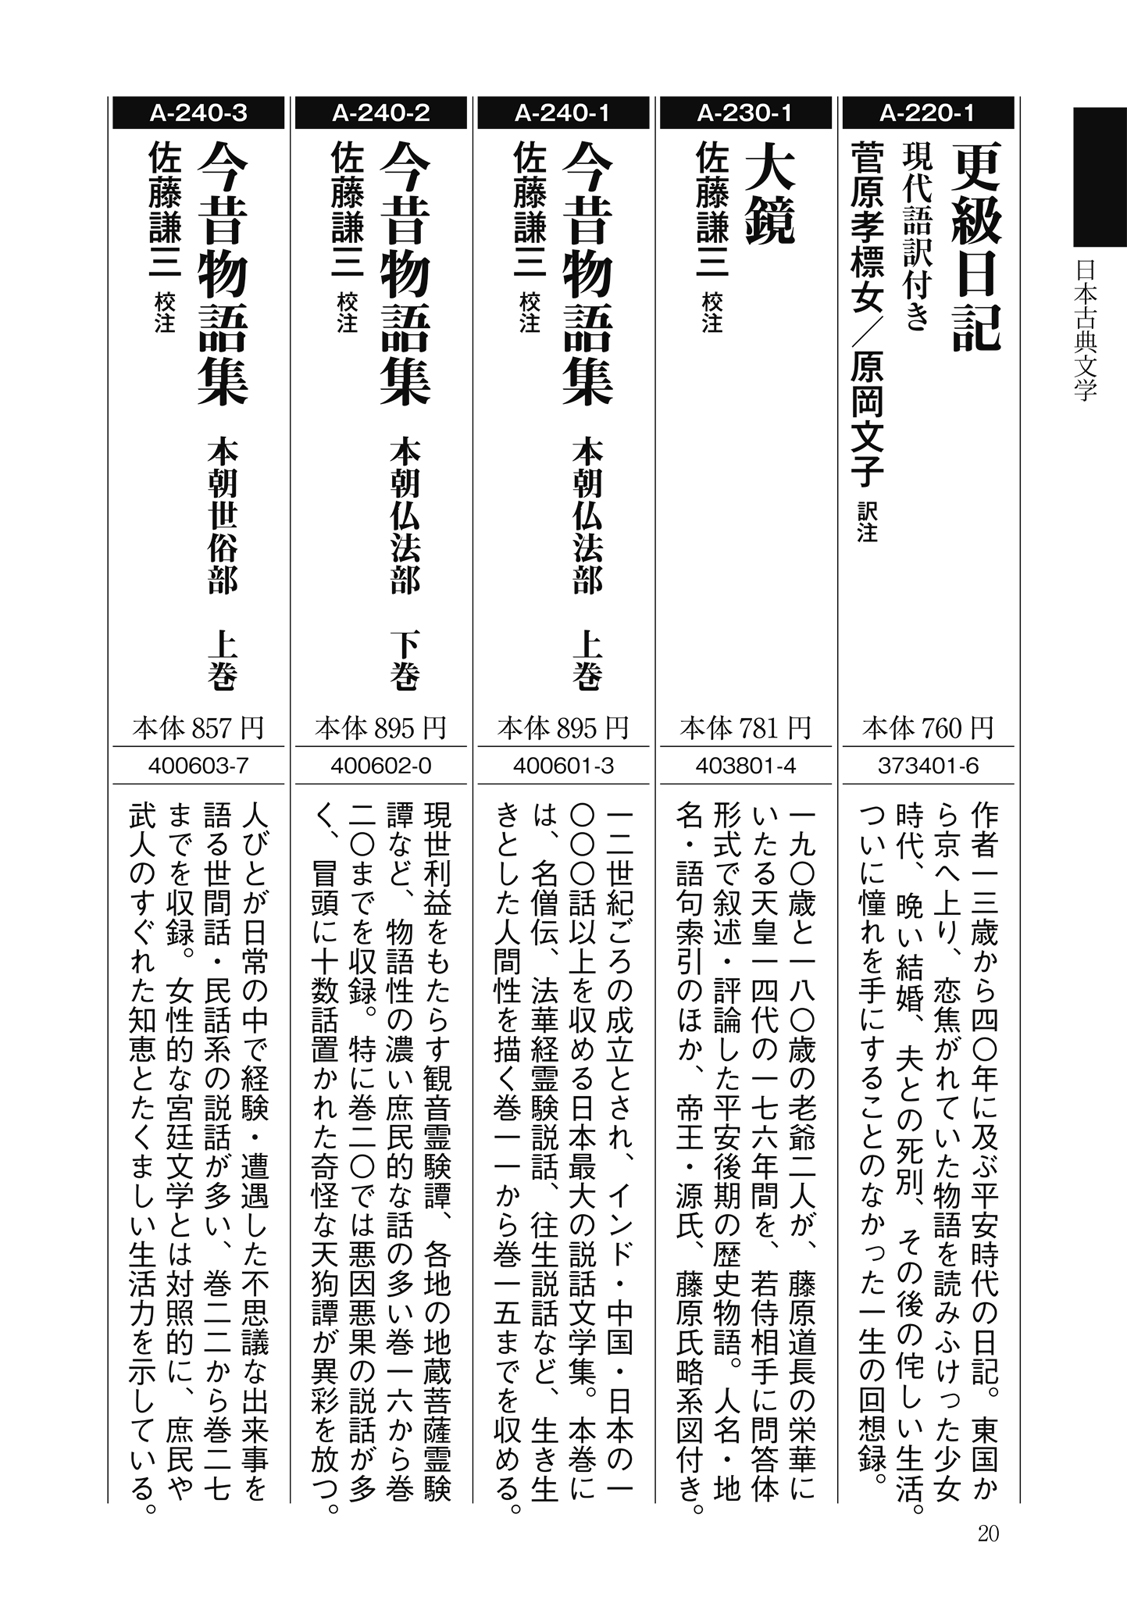 日本古典文学
A-220-1
更級日記
現代語訳付き
菅原孝標女／原岡文子 訳注
本体 760 円
373401-6
作者一三歳から四〇年に及ぶ平安時代の日記。東国か
ら京へ上り、恋焦がれていた物語を読みふけった少女
時代、晩い結婚、夫との死別、その後の侘しい生活。
ついに憧れを手にすることのなかった一生の回想録。
A-230-1
大鏡
佐藤謙三 校注
本体 781 円
403801-4
一九〇歳と一八〇歳の老爺二人が、藤原道長の栄華に
いたる天皇一四代の一七六年間を、若侍相手に問答体
形式で叙述・評論した平安後期の歴史物語。人名・地
名・語句索引のほか、帝王・源氏、藤原氏略系図付き。
A-240-1
今昔物語集 本朝仏法部 上巻
佐藤謙三 校注
本体 895 円
400601-3
一二世紀ごろの成立とされ、インド・中国・日本の一
〇〇〇話以上を収める日本最大の説話文学集。本巻に
は、名僧伝、法華経霊験説話、往生説話など、生き生
きとした人間性を描く巻一一から巻一五までを収める。
A-240-2
今昔物語集 本朝仏法部 下巻
佐藤謙三 校注
本体 895 円
400602-0
現世利益をもたらす観音霊験譚、各地の地蔵菩薩霊験
譚など、物語性の濃い庶民的な話の多い巻一六から巻
二〇までを収録。特に巻二〇では悪因悪果の説話が多
く、冒頭に十数話置かれた奇怪な天狗譚が異彩を放つ。
A-240-3
今昔物語集 本朝世俗部 上巻
佐藤謙三 校注
本体 857 円
400603-7
人びとが日常の中で経験・遭遇した不思議な出来事を
語る世間話・民話系の説話が多い、巻二二から巻二七
までを収録。女性的な宮廷文学とは対照的に、庶民や
武人のすぐれた知恵とたくましい生活力を示している。
20